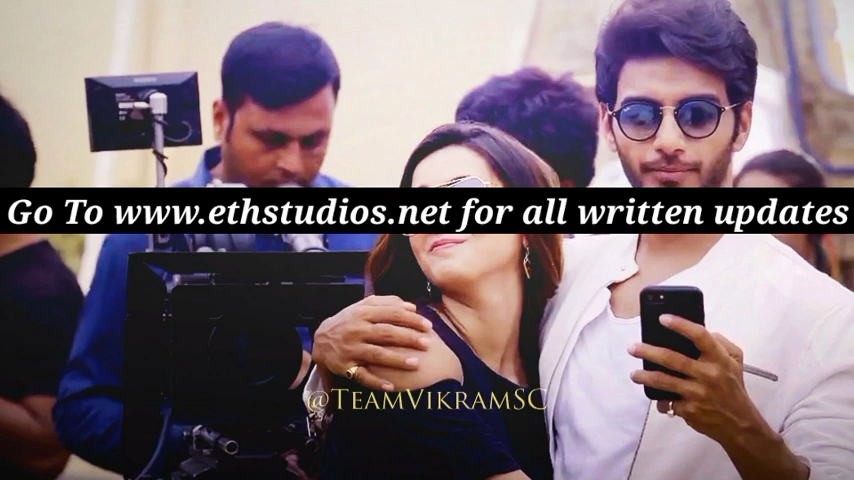 Go To www.ethstudios.net for all written updates
@TeamVikramSC